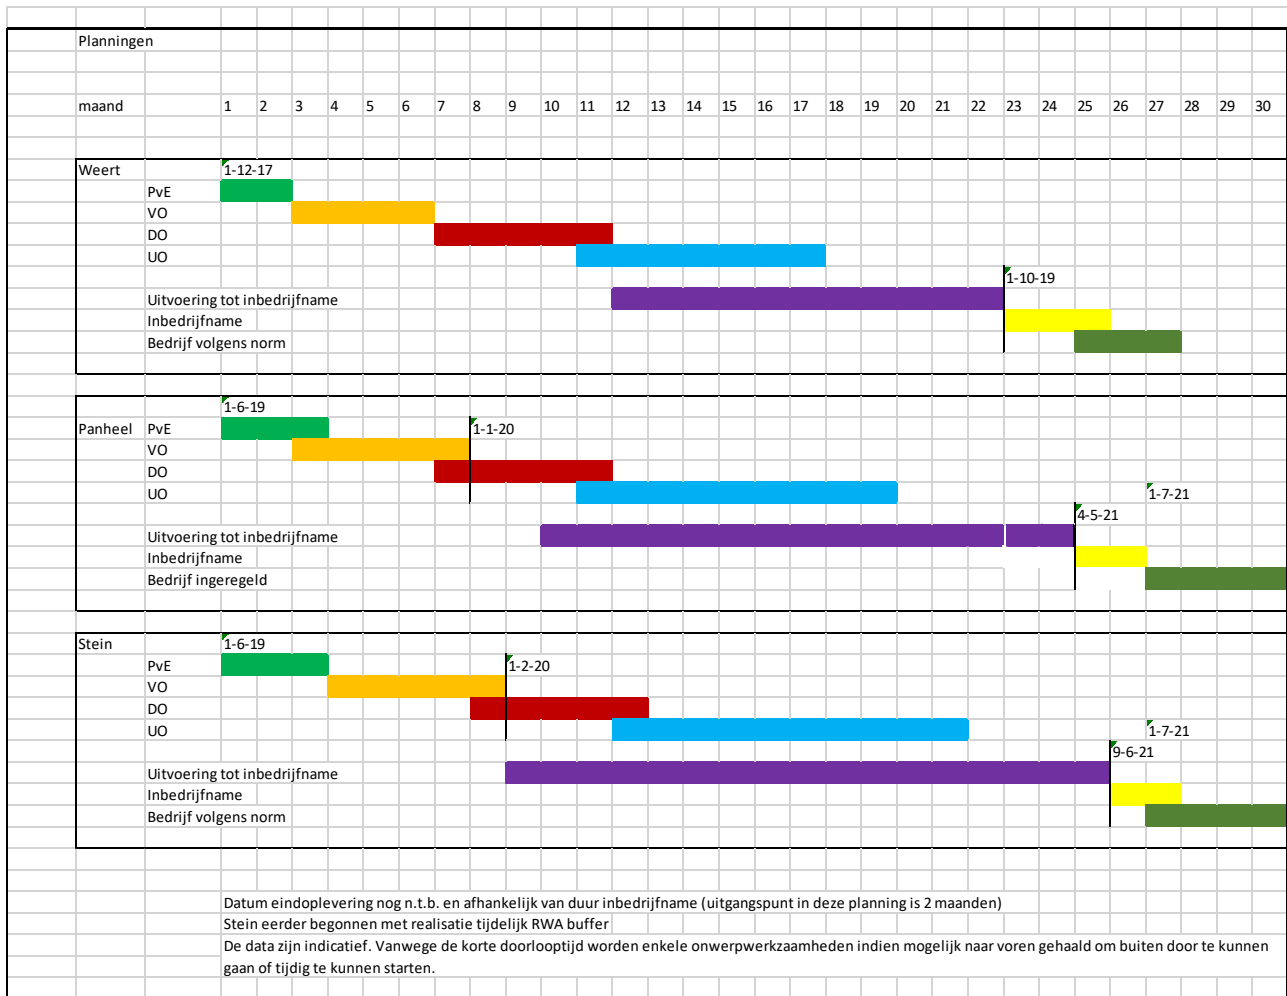 Planningen
maand 1 2 3 4 5 6 7 8 9 10 11 12 13 14 15 16 17 18 19 20 21 22 23 24 25 26 27 28 29 30
Weert 1-12-17
PvE
VO
DO
UO
1-10-19
Uitvoering tot inbedrijfname
Inbedrijfname
Bedrijf volgens norm
1-6-19
Panheel PvE 1-1-20
VO
DO
UO 1-7-21
4-5-21
Uitvoering tot inbedrijfname
Inbedrijfname
Bedrijf ingeregeld
Stein 1-6-19
PvE 1-2-20
VO
DO
UO 1-7-21
9-6-21
Uitvoering tot inbedrijfname
Inbedrijfname
Bedrijf volgens norm
Datum eindoplevering nog n.t.b. en afhankelijk van duur inbedrijfname (uitgangspunt in deze planning is 2 maanden)
Stein eerder begonnen met realisatie tijdelijk RWA buffer
De data zijn indicatief. Vanwege de korte doorlooptijd worden enkele onwerpwerkzaamheden indien mogelijk naar voren gehaald om buiten door te kunnen
gaan of tijdig te kunnen starten.